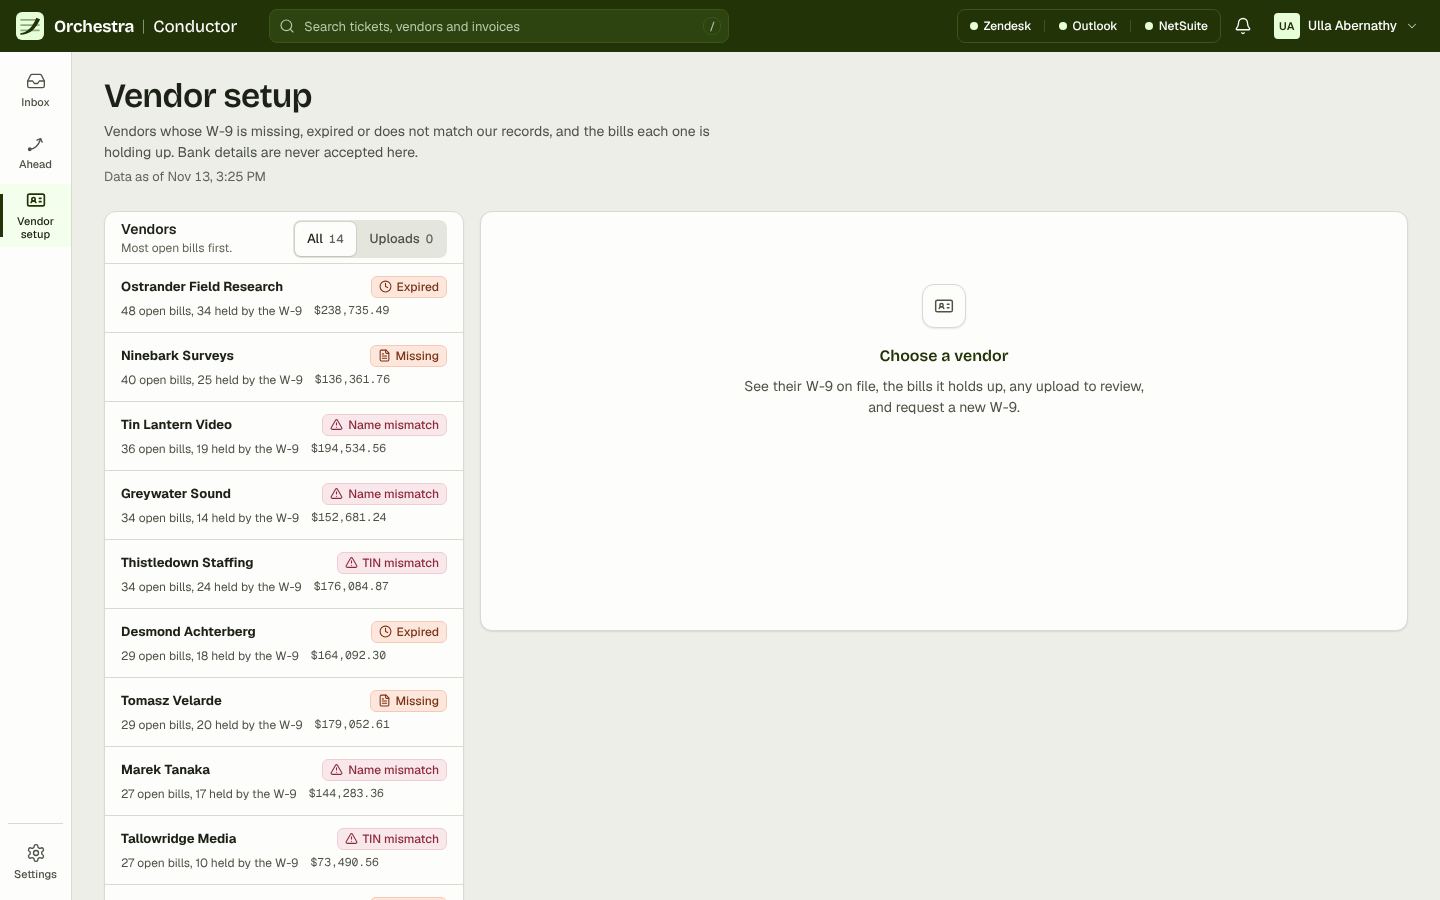 Orchestra | Conductor
Search tickets, vendors and invoices /
Zendesk
Outlook
NetSuite
UA Ulla Abernathy
Inbox
Ahead
Vendor
setup
Settings
Vendor setup
Vendors whose W-9 is missing, expired or does not match our records, and the bills each one is
holding up. Bank details are never accepted here.
Data as of Nov 13, 3:25 PM
Vendors
Most open bills first.
All 14
Uploads 0
Ostrander Field Research Expired
48 open bills, 34 held by the W-9 $238,735.49
Ninebark Surveys Missing
40 open bills, 25 held by the W-9 $136,361.76
Tin Lantern Video Name mismatch
36 open bills, 19 held by the W-9 $194,534.56
Greywater Sound Name mismatch
34 open bills, 14 held by the W-9 $152,681.24
Thistledown Staffing TIN mismatch
34 open bills, 24 held by the W-9 $176,084.87
Desmond Achterberg Expired
29 open bills, 18 held by the W-9 $164,092.30
Tomasz Velarde Missing
29 open bills, 20 held by the W-9 $179,052.61
Marek Tanaka Name mismatch
27 open bills, 17 held by the W-9 $144,283.36
Tallowridge Media TIN mismatch
27 open bills, 10 held by the W-9 $73,490.56
Choose a vendor
See their W-9 on file, the bills it holds up, any upload to review,
and request a new W-9.